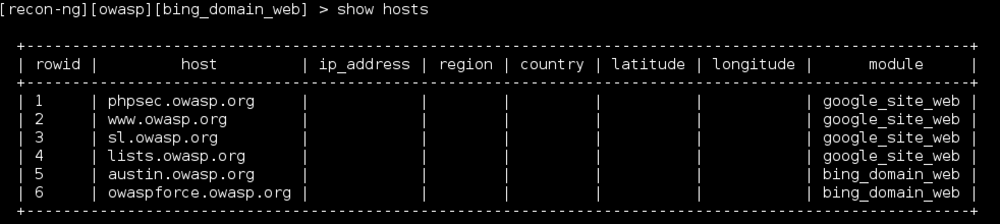 [recon-ng][owasp][bing_domain_web] > show hosts
+-------------------------------------------------------------------------------------------------------+
| rowid |         host         | ip_address | region | country | latitude | longitude |      module     |
+-------------------------------------------------------------------------------------------------------+
| 1     | phpsec.owasp.org     |            |        |         |          |           | google_site_web |
| 2     | www.owasp.org        |            |        |         |          |           | google_site_web |
| 3     | sl.owasp.org         |            |        |         |          |           | google_site_web |
| 4     | lists.owasp.org      |            |        |         |          |           | google_site_web |
| 5     | austin.owasp.org     |            |        |         |          |           | bing_domain_web |
| 6     | owaspforce.owasp.org |            |        |         |          |           | bing_domain_web |
+-------------------------------------------------------------------------------------------------------+